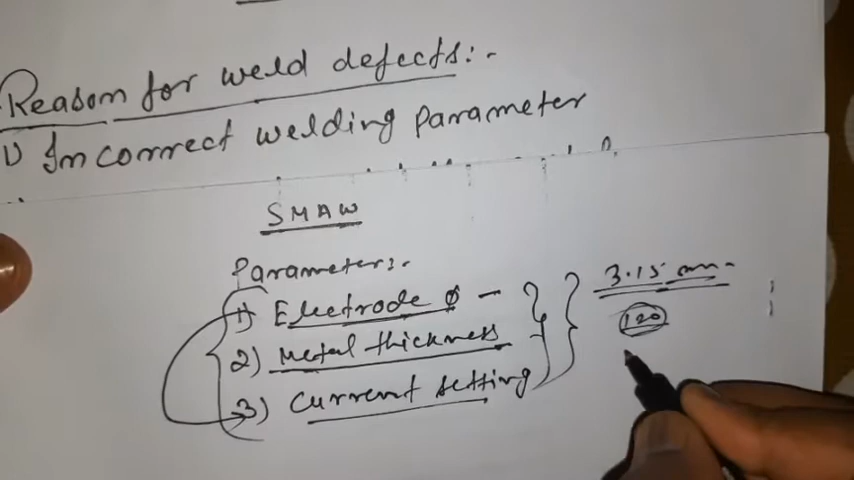 Reason for weld defects:-
1) Incorrect welding parameter
SMAW
Parameter:-
1) Electrode ϕ -
2) Metal thickness
3) Current setting
3.15 mm
120